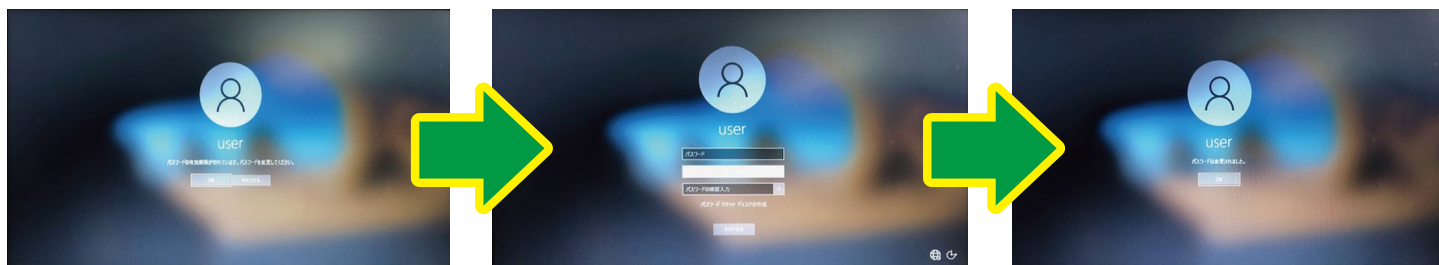 user
パスワードの有効期限が切れています。パスワードを変更してください。
OK キャンセル
user
パスワード
パスワードの確認入力
パスワード リセット ディスクの作成
キャンセル
user
パスワードは変更されました。
OK